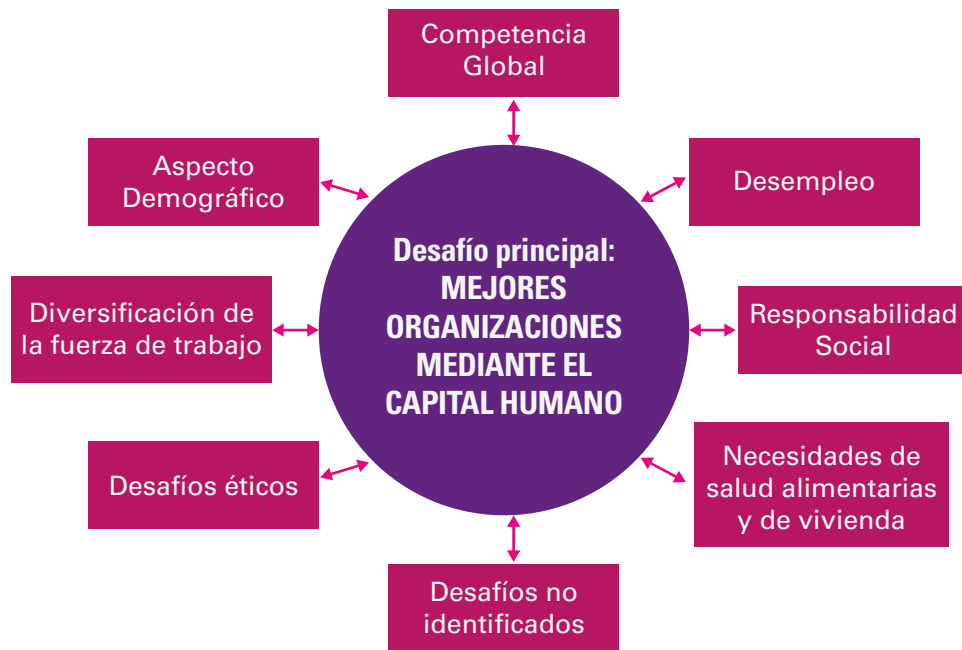 Competencia
Global
Aspecto
Demográfico
Desempleo
Desafío principal:
MEJORES
ORGANIZACIONES
MEDIANTE EL
CAPITAL HUMANO
Diversificación de
la fuerza de trabajo
Responsabilidad
Social
Desafíos éticos
Necesidades de
salud alimentarias
y de vivienda
Desafíos no
identificados